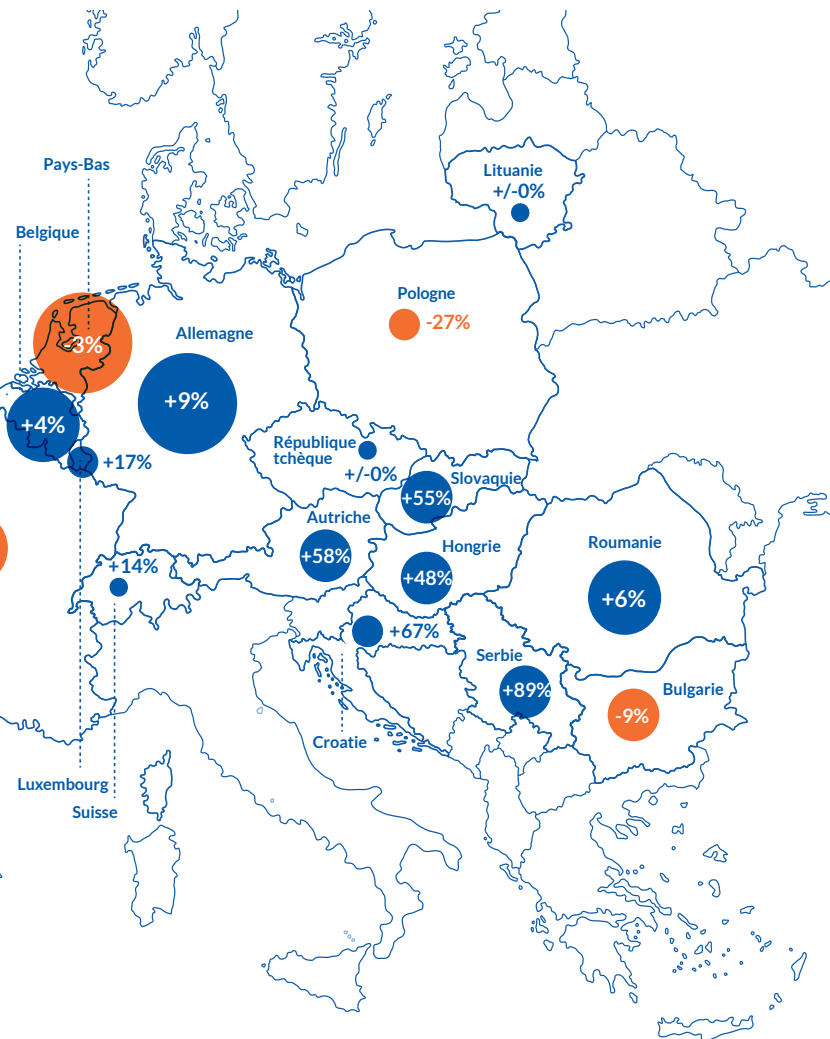 Pays-Bas
Lituanie
+/-0%
Belgique
Pologne
-27%
Allemagne
-3%
+9%
+4%
République
tchèque
+/-0%
+17%
Slovaquie
+55%
Autriche
+58%
Hongrie
+48%
Roumanie
+6%
+14%
+67%
Serbie
+89%
Bulgarie
-9%
Croatie
Luxembourg
Suisse